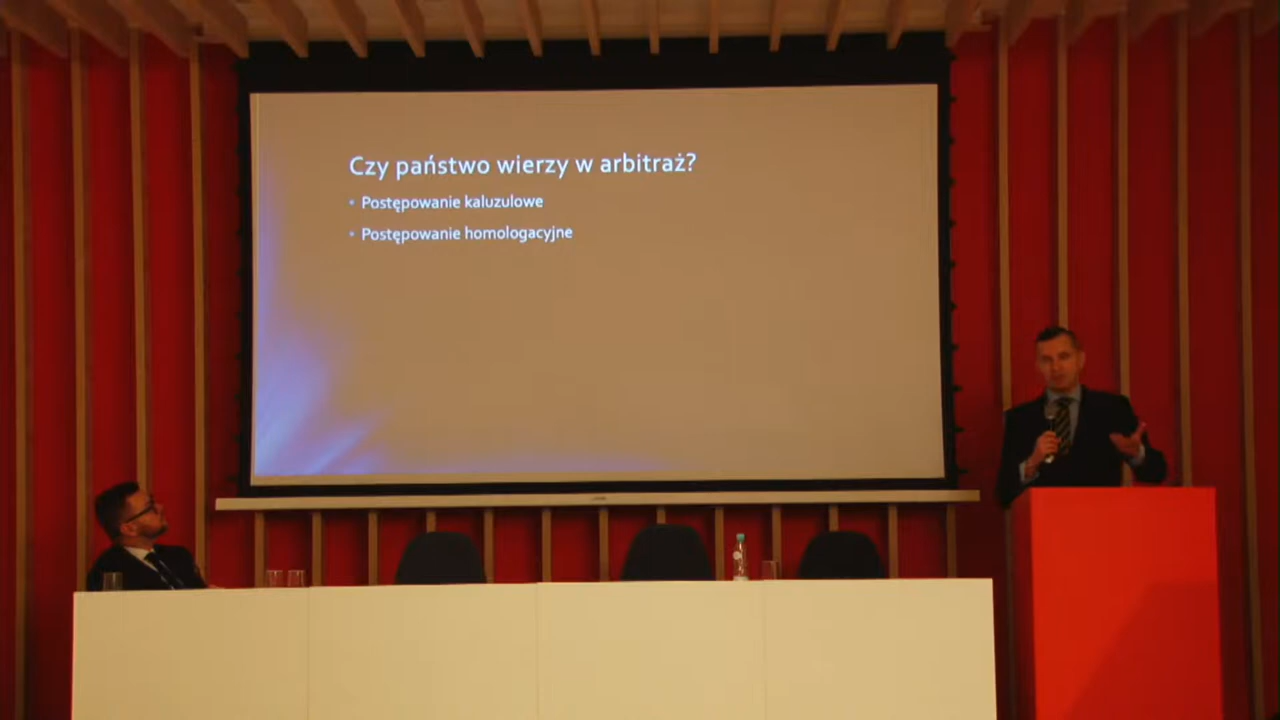 Czy państwo wierzy w arbitraż?
• Postępowanie kaluzulowe
• Postępowanie homologacyjne